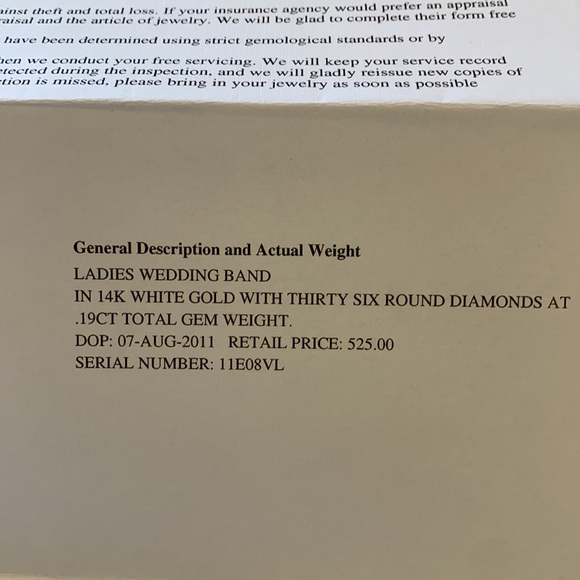 ainst theft and total loss. If your insurance agency would prefer an appraisal
raisal and the article of jewelry. We will be glad to complete their form free
have been determined using strict gemological standards or by
hen we conduct your free servicing. We will keep your service record
etected during the inspection, and we will gladly reissue new copies of
ction is missed, please bring in your jewelry as soon as possible
General Description and Actual Weight
LADIES WEDDING BAND
IN 14K WHITE GOLD WITH THIRTY SIX ROUND DIAMONDS AT
.19CT TOTAL GEM WEIGHT.
DOP: 07-AUG-2011 RETAIL PRICE: 525.00
SERIAL NUMBER: 11E08VL